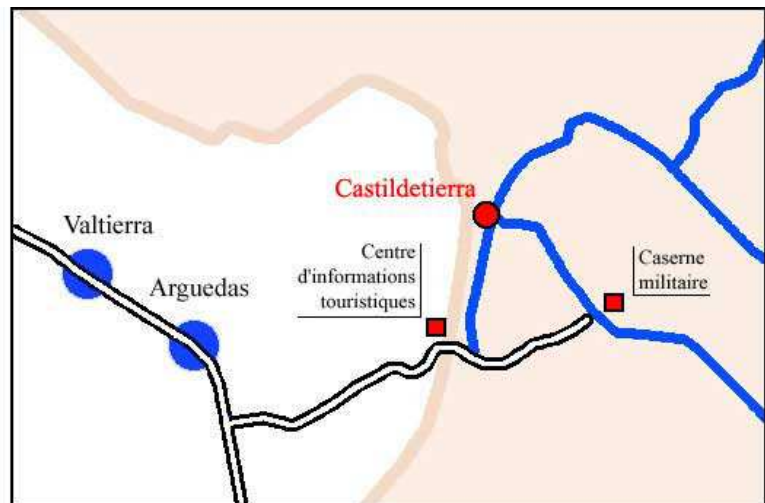 Castildetierra
Valtierra
Centre
d'informations
touristiques
Caserne
militaire
Arguedas